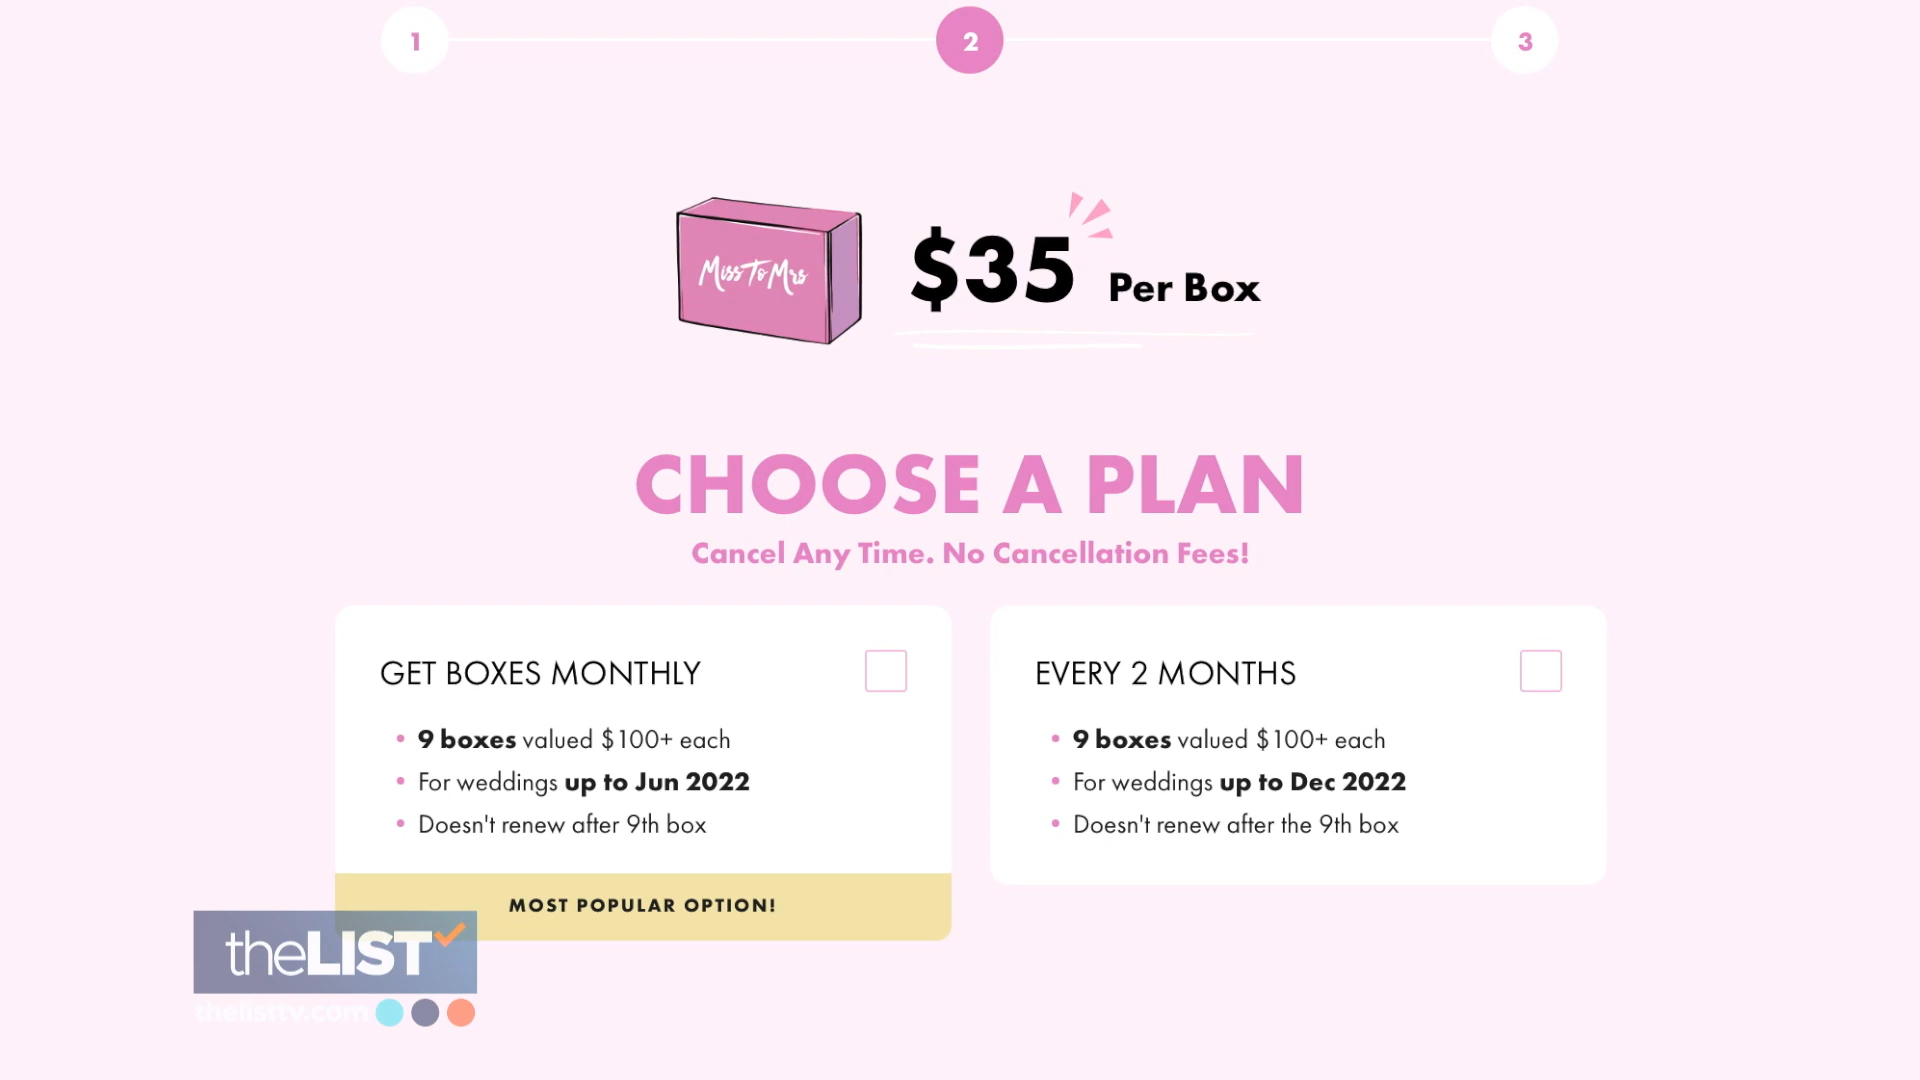 1
2
3
Miss To Mrs
$35 Per Box
CHOOSE A PLAN
Cancel Any Time. No Cancellation Fees!
GET BOXES MONTHLY
• 9 boxes valued $100+ each
• For weddings up to Jun 2022
• Doesn't renew after 9th box
MOST POPULAR OPTION!
EVERY 2 MONTHS
• 9 boxes valued $100+ each
• For weddings up to Dec 2022
• Doesn't renew after the 9th box
theLIST
thelisttv.com